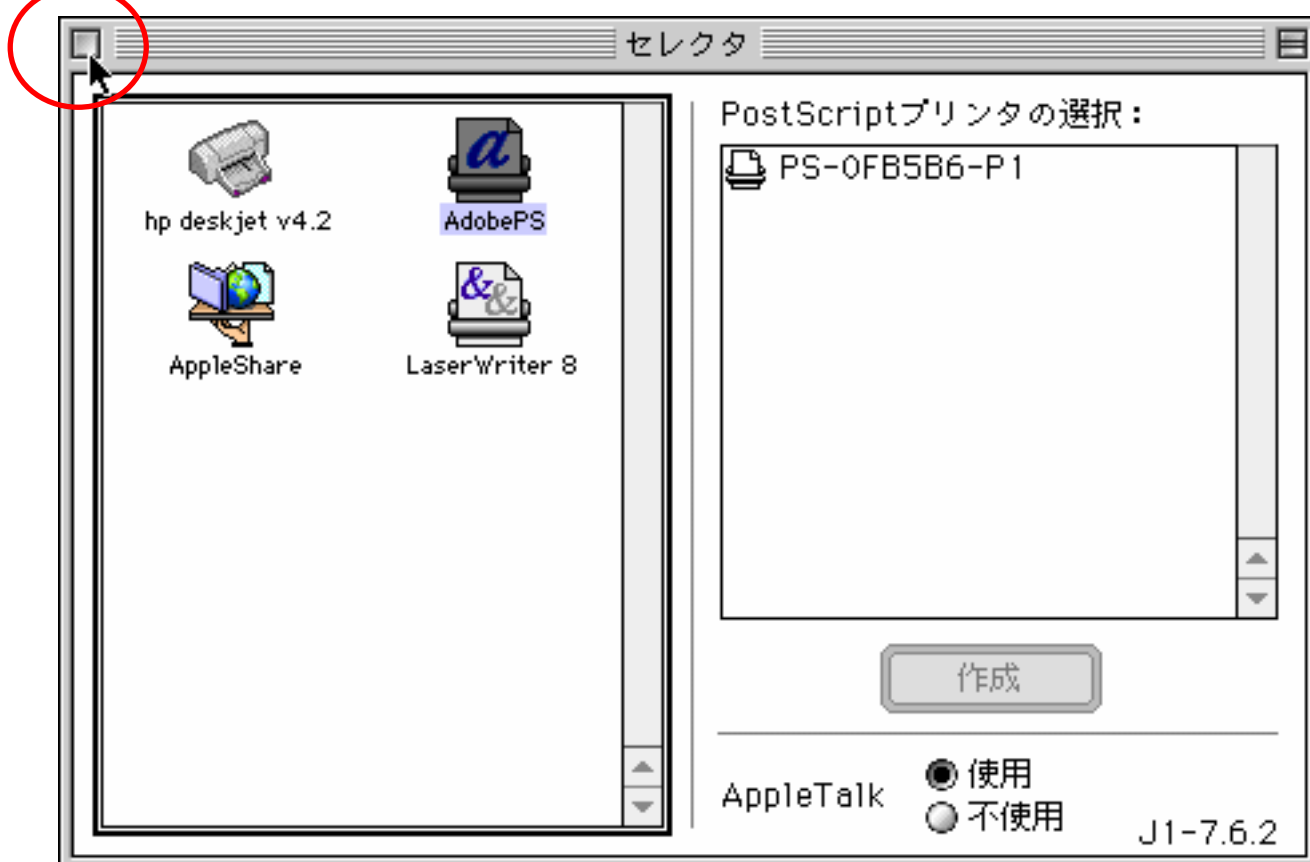 セレクタ
hp deskjet v4.2
AdobePS
AppleShare
LaserWriter 8
PostScriptプリンタの選択：
PS-0FB5B6-P1
作成
AppleTalk
使用
不使用
J1-7.6.2